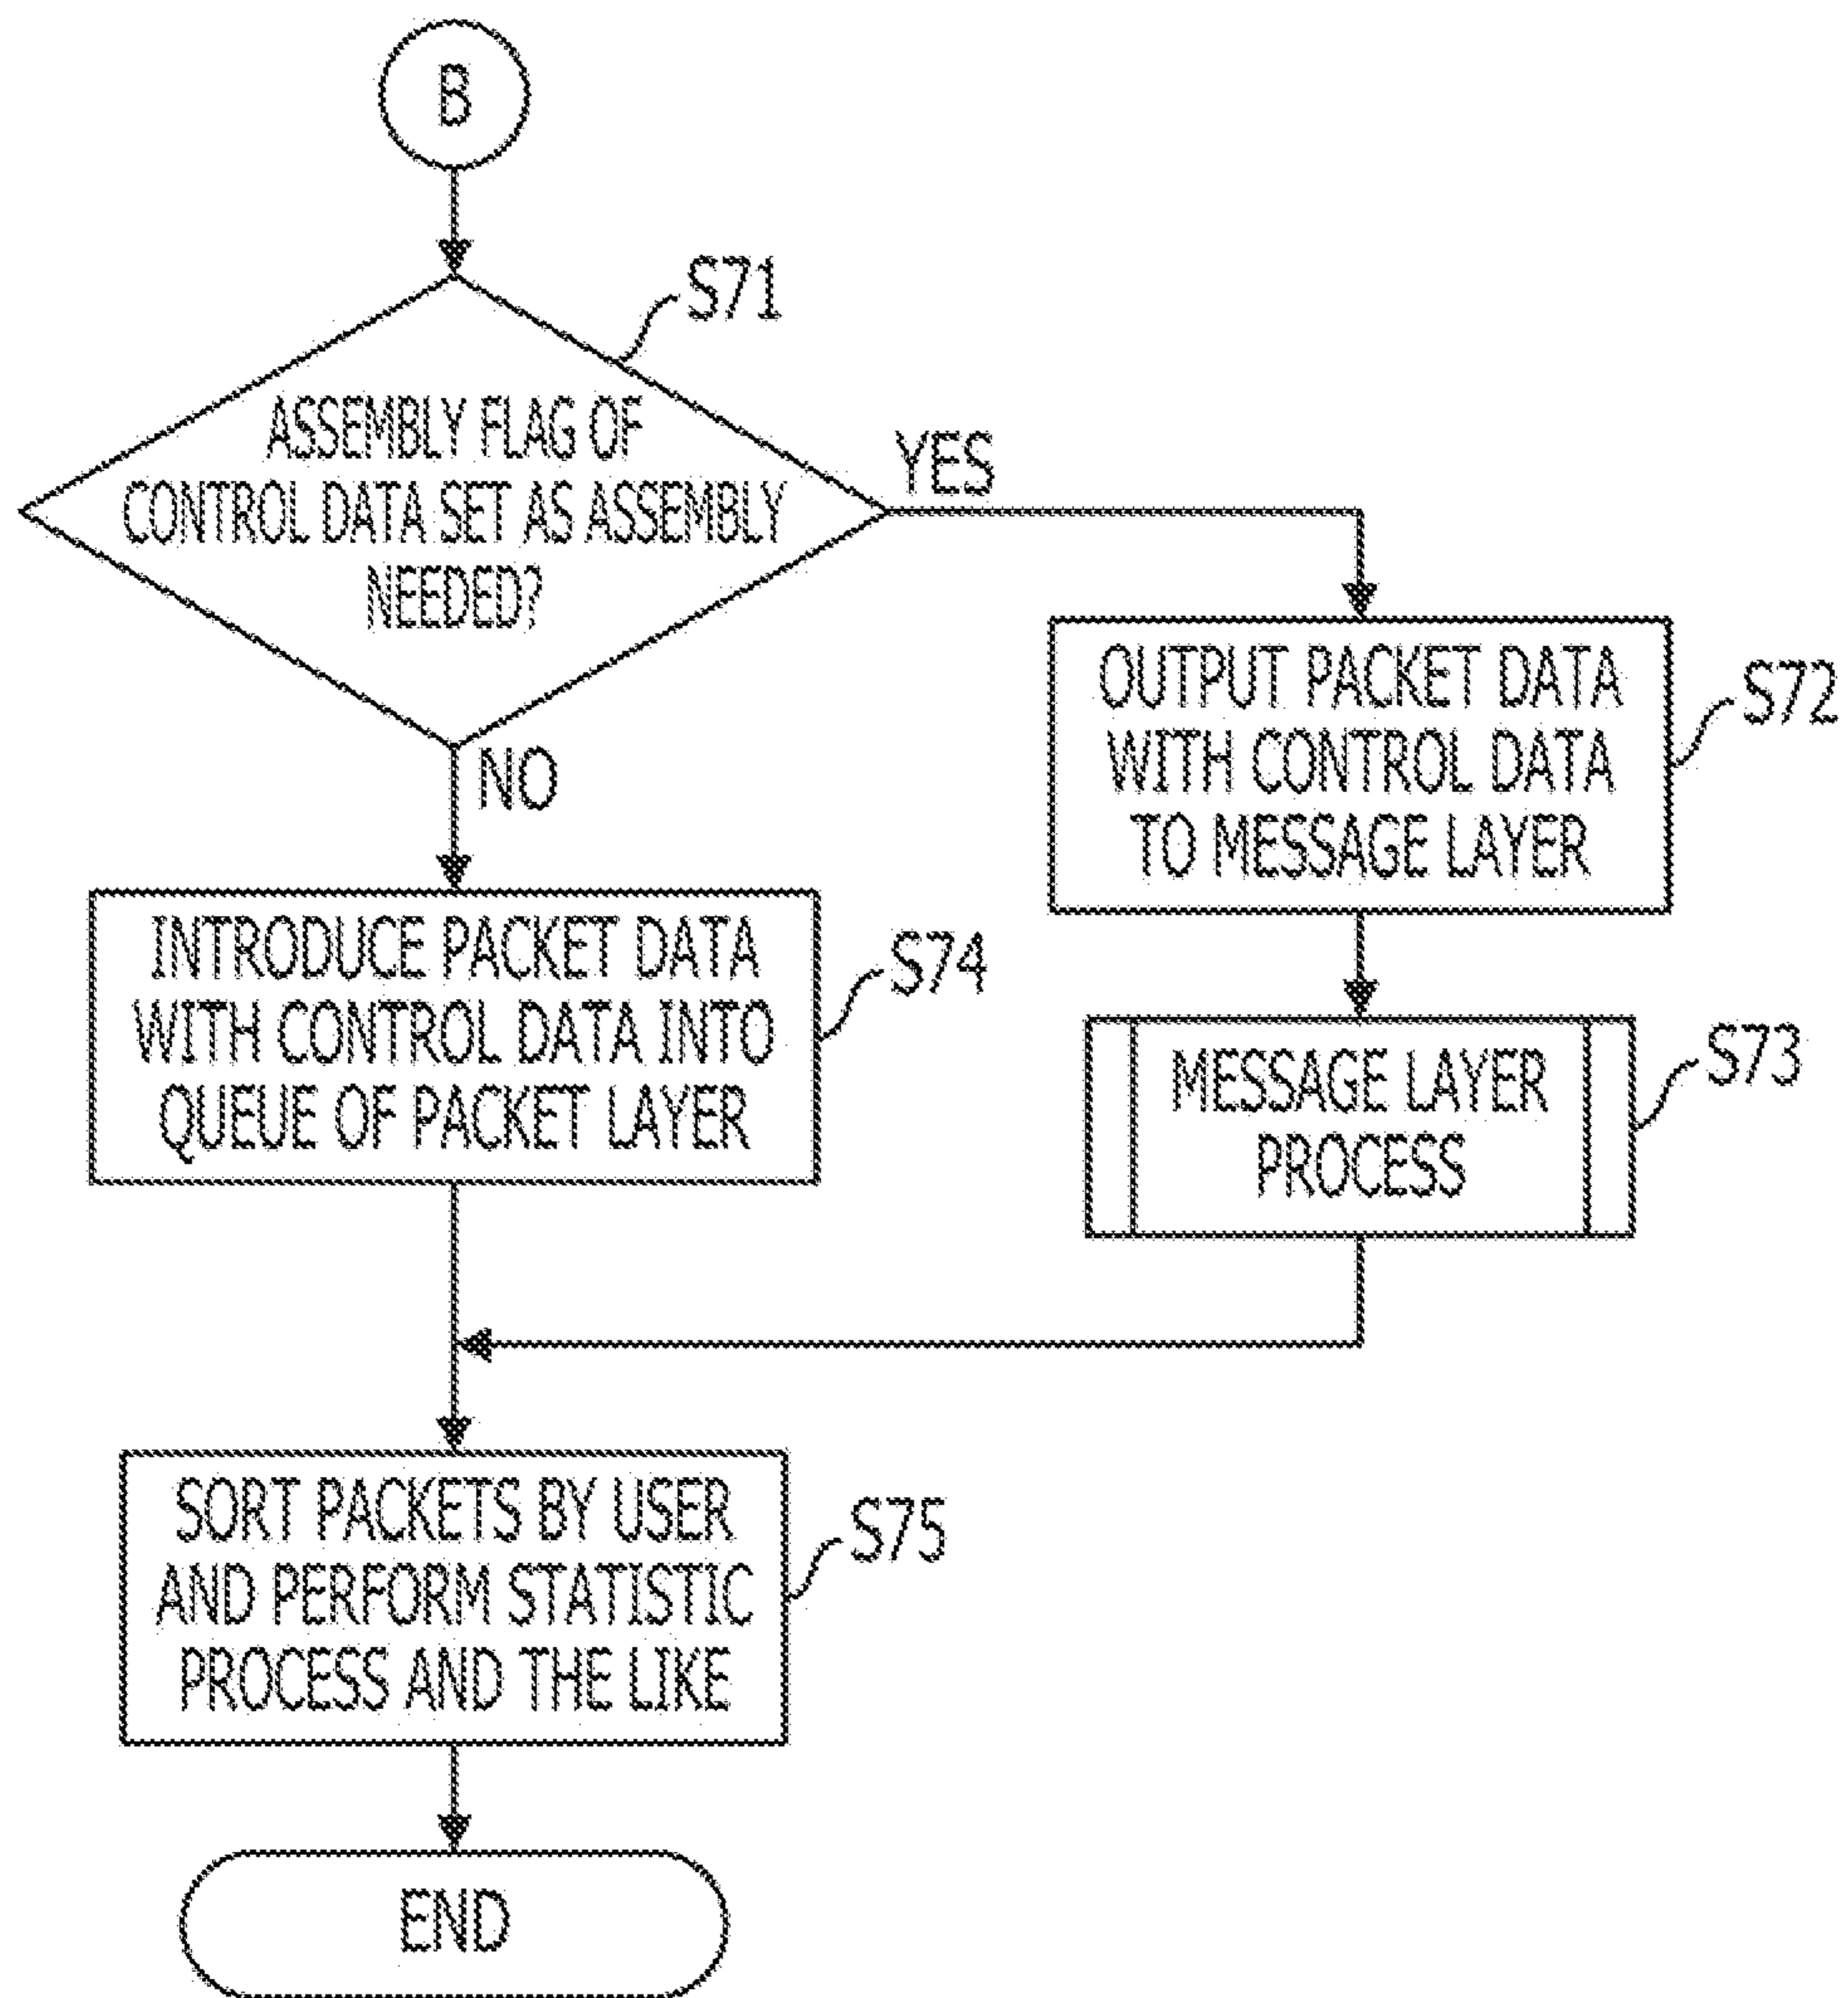 B
S71
ASSEMBLY FLAG OF
CONTROL DATA SET AS ASSEMBLY
NEEDED?
YES
NO
OUTPUT PACKET DATA
WITH CONTROL DATA
TO MESSAGE LAYER
S72
INTRODUCE PACKET DATA
WITH CONTROL DATA INTO
QUEUE OF PACKET LAYER
S74
MESSAGE LAYER
PROCESS
S73
SORT PACKETS BY USER
AND PERFORM STATISTIC
PROCESS AND THE LIKE
S75
END